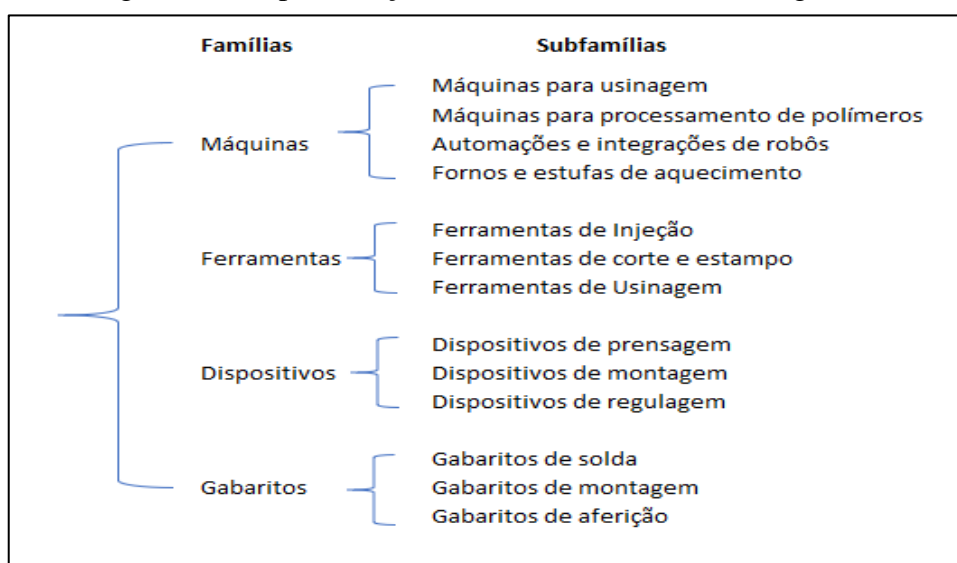 Famílias Subfamílias
Máquinas para usinagem
Máquinas para processamento de polímeros
Máquinas
Automações e integrações de robôs
Fornos e estufas de aquecimento
Ferramentas de Injeção
Ferramentas
Ferramentas de corte e estampo
Ferramentas de Usinagem
Dispositivos de prensagem
Dispositivos
Dispositivos de montagem
Dispositivos de regulagem
Gabaritos de solda
Gabaritos
Gabaritos de montagem
Gabaritos de aferição